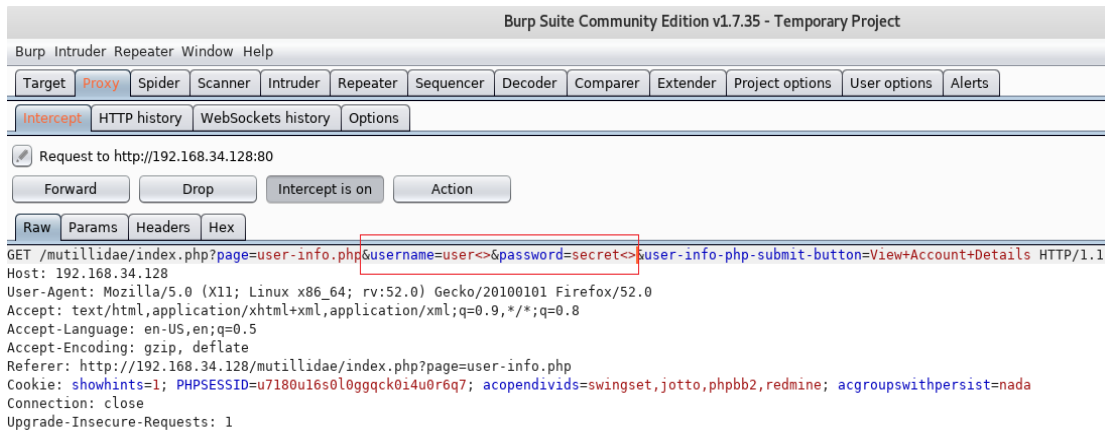 Burp Suite Community Edition v1.7.35 - Temporary Project
Burp Intruder Repeater Window Help
Target Proxy Spider Scanner Intruder Repeater Sequencer Decoder Comparer Extender Project options User options Alerts
Intercept HTTP history WebSockets history Options
Request to http://192.168.34.128:80
Forward Drop Intercept is on Action
Raw Params Headers Hex
GET /mutillidae/index.php?page=user-info.php&username=user<>&password=secret<>&user-info-php-submit-button=View+Account+Details HTTP/1.1
Host: 192.168.34.128
User-Agent: Mozilla/5.0 (X11; Linux x86_64; rv:52.0) Gecko/20100101 Firefox/52.0
Accept: text/html,application/xhtml+xml,application/xml;q=0.9,*/*;q=0.8
Accept-Language: en-US,en;q=0.5
Accept-Encoding: gzip, deflate
Referer: http://192.168.34.128/mutillidae/index.php?page=user-info.php
Cookie: showhints=1; PHPSESSID=u7180u16s0l0ggqck0i4u0r6q7; acopendivids=swingset,jotto,phpbb2,redmine; acgroupswithpersist=nada
Connection: close
Upgrade-Insecure-Requests: 1